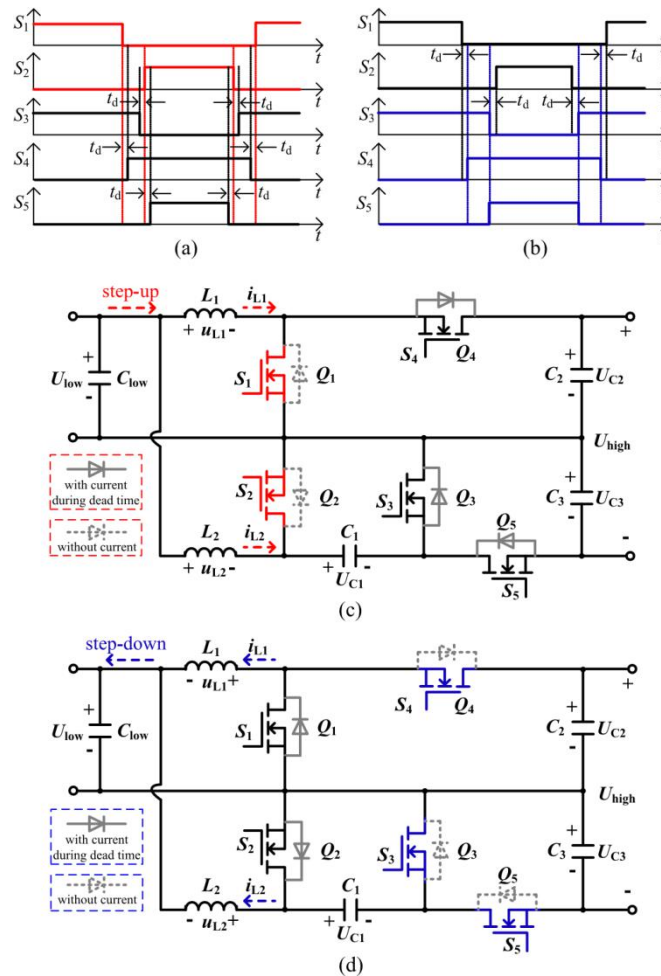 S1
t
S1
t
S2
t
S2
t
td
td
td
td
td
td
S3
t
S3
t
td
td
S4
t
S4
t
td
td
S5
t
S5
t
(a)
(b)
step-up
L1
iL1
+ uL1 -
S4
Q4
+
Ulow
+
-
Clow
S1
Q1
C2
+
-
UC2
Uhigh
with current
during dead time
without current
S2
Q2
S3
Q3
C3
+
-
UC3
L2
iL2
+ uL2 -
C1
+ UC1 -
Q5
S5
-
(c)
step-down
L1
iL1
- uL1 +
S4
Q4
+
Ulow
+
-
Clow
S1
Q1
C2
+
-
UC2
Uhigh
with current
during dead time
without current
S2
Q2
S3
Q3
C3
+
-
UC3
L2
iL2
- uL2 +
C1
+ UC1 -
Q5
S5
-
(d)